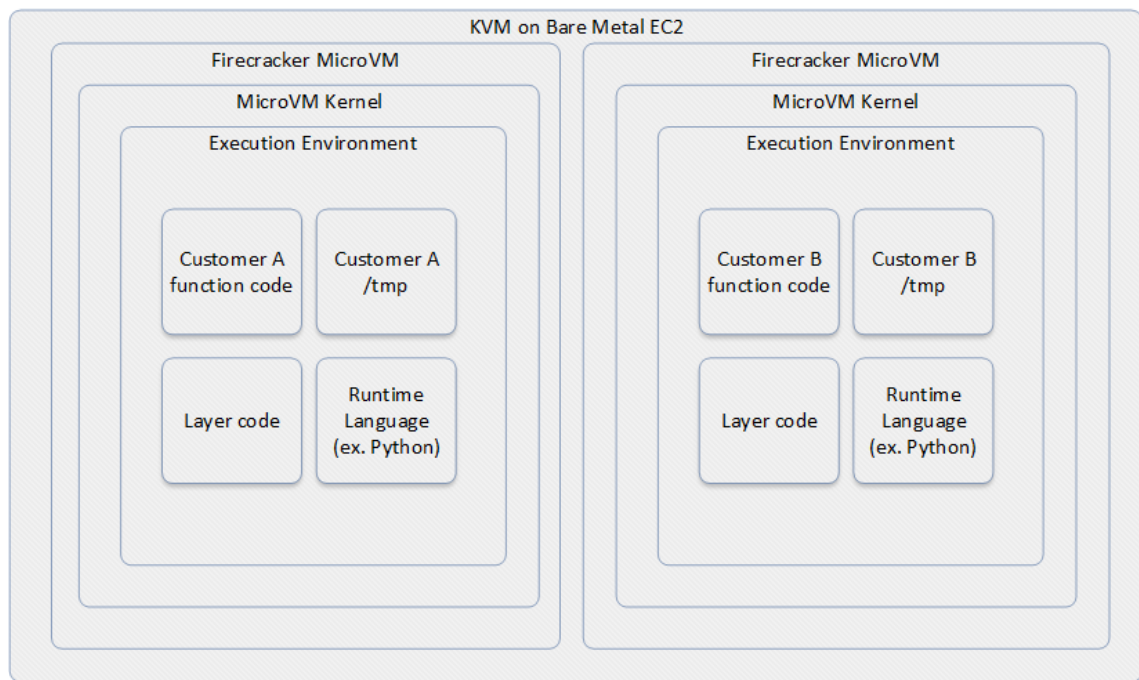 KVM on Bare Metal EC2
Firecracker MicroVM
MicroVM Kernel
Execution Environment
Customer A
function code
Customer A
/tmp
Layer code
Runtime
Language
(ex. Python)
Firecracker MicroVM
MicroVM Kernel
Execution Environment
Customer B
function code
Customer B
/tmp
Layer code
Runtime
Language
(ex. Python)